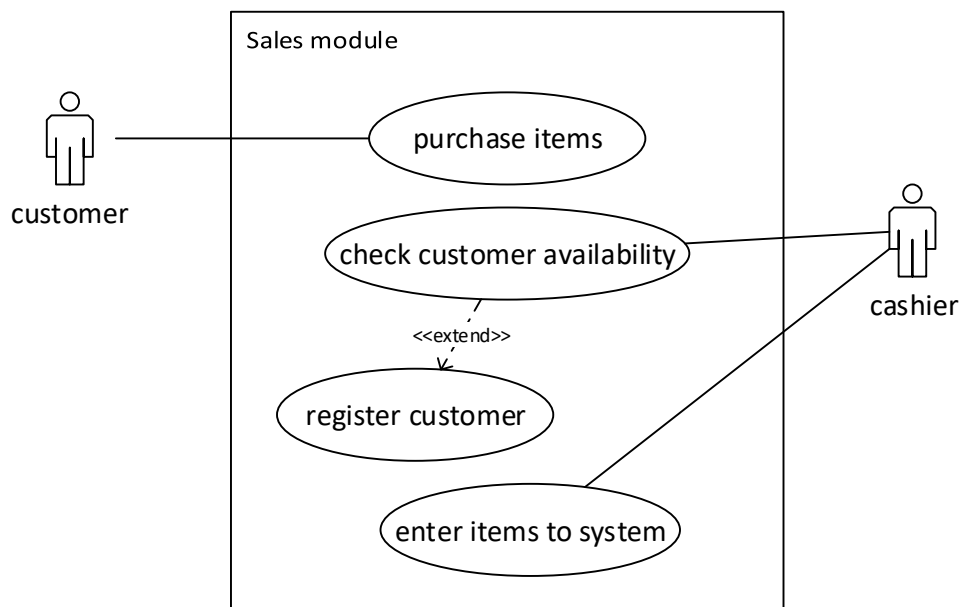 Sales module
purchase items
customer
check customer availability
cashier
<<extend>>
register customer
enter items to system